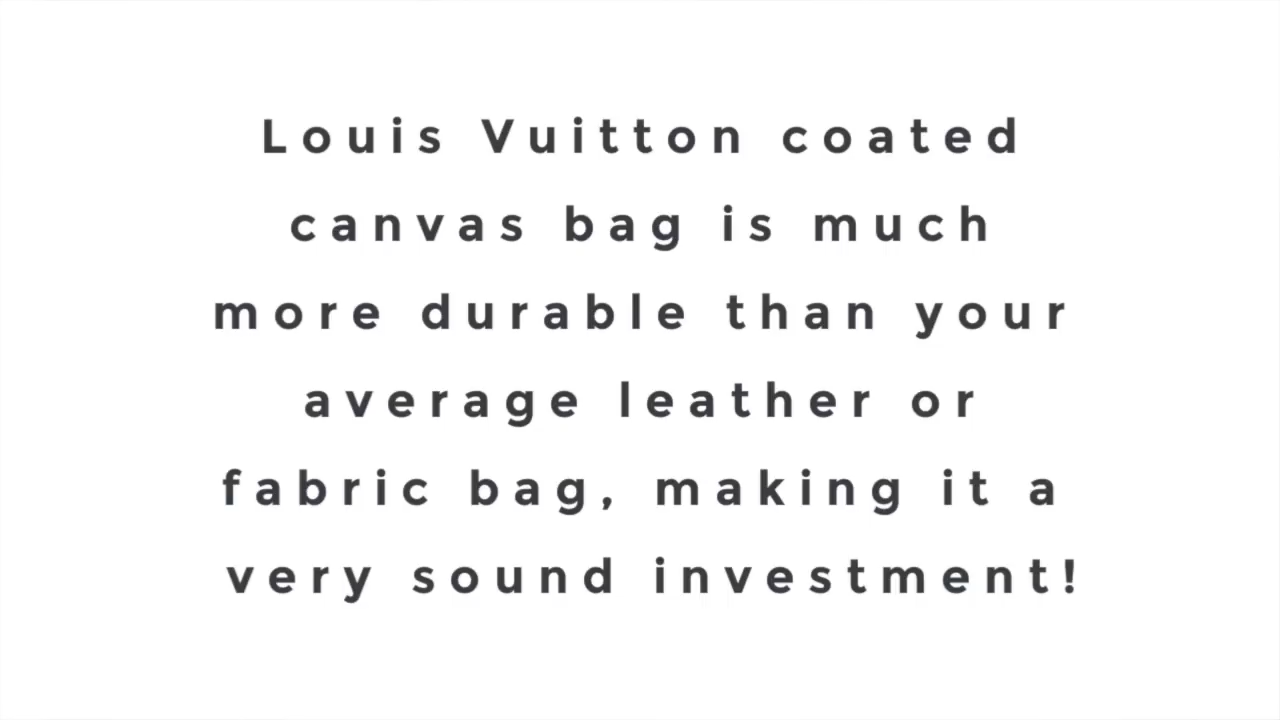 Louis Vuitton coated
canvas bag is much
more durable than your
average leather or
fabric bag, making it a
very sound investment!